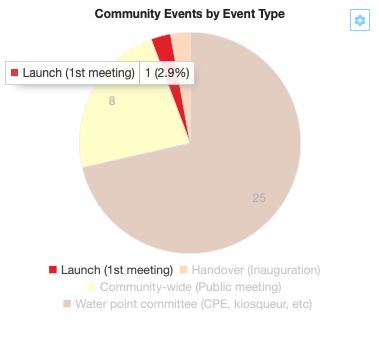 Community Events by Event Type
Launch (1st meeting) 1 (2.9%)
8
25
Launch (1st meeting) Handover (Inauguration)
Community-wide (Public meeting)
Water point committee (CPE, kiosqueur, etc)